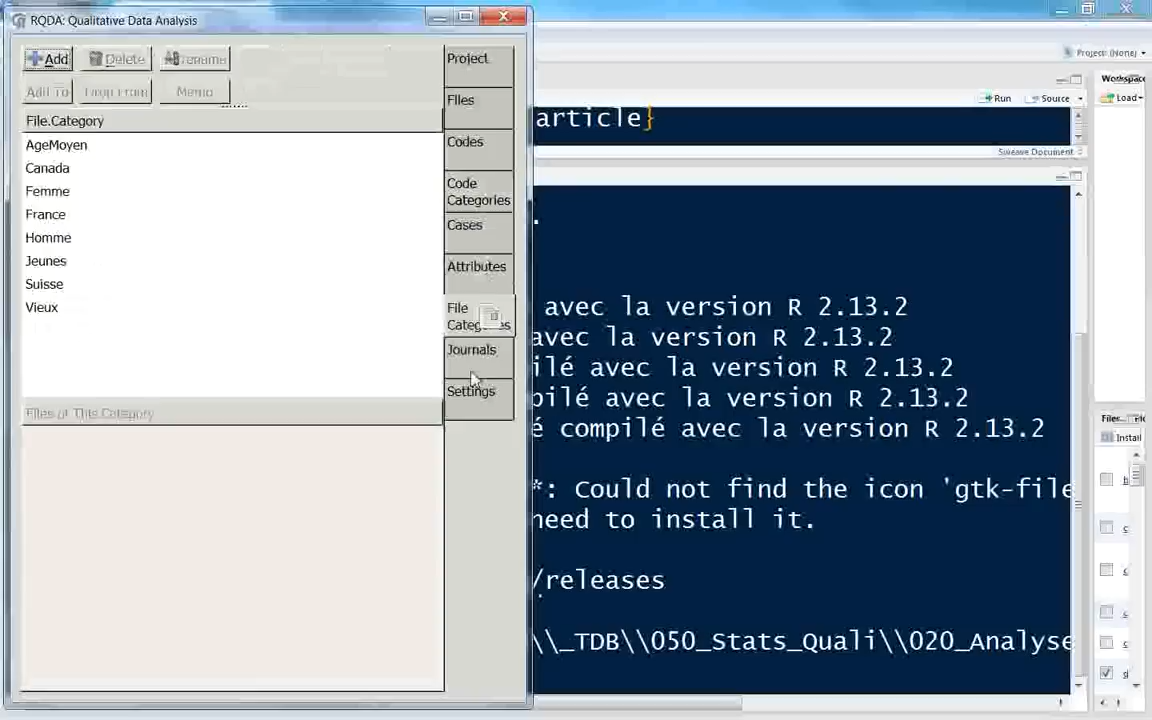 RQDA: Qualitative Data Analysis
Add Delete Rename
Add To Drop From Memo
File.Category
AgeMoyen
Canada
Femme
France
Homme
Jeunes
Suisse
Vieux
Files of This Category
Project
Files
Codes
Code
Categories
Cases
Attributes
File
Categories
Journals
Settings
Project: (None)
Run Source
Workspace
Load
article}
Sweave Document
.
avec la version R 2.13.2
avec la version R 2.13.2
ilé avec la version R 2.13.2
pilé avec la version R 2.13.2
é compilé avec la version R 2.13.2
*: Could not find the icon 'gtk-file
need to install it.
/releases
\\_TDB\\050_Stats_Quali\\020_Analyse
Files
Install